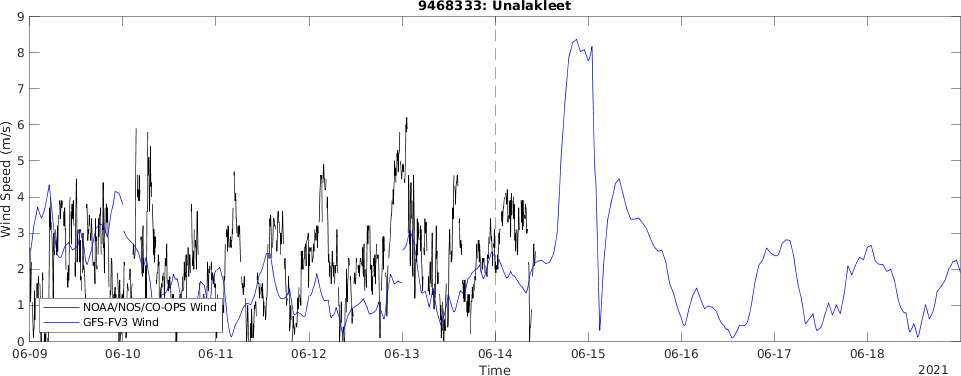 9468333: Unalakleet
Wind Speed (m/s)
9
8
7
6
5
4
3
2
1
0
NOAA/NOS/CO-OPS Wind
GFS-FV3 Wind
06-09 06-10 06-11 06-12 06-13 06-14 06-15 06-16 06-17 06-18
Time
2021